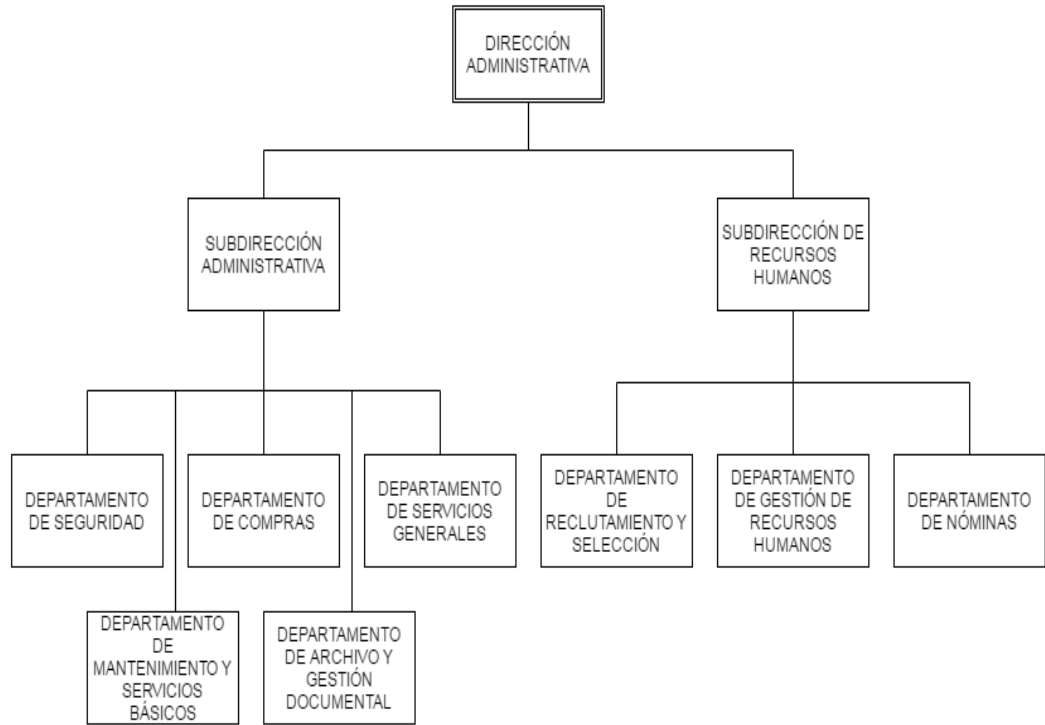 DIRECCIÓN
ADMINISTRATIVA
SUBDIRECCIÓN
ADMINISTRATIVA
SUBDIRECCIÓN DE
RECURSOS
HUMANOS
DEPARTAMENTO
DE SEGURIDAD
DEPARTAMENTO
DE COMPRAS
DEPARTAMENTO
DE SERVICIOS
GENERALES
DEPARTAMENTO
DE
RECLUTAMIENTO Y
SELECCIÓN
DEPARTAMENTO
DE GESTIÓN DE
RECURSOS
HUMANOS
DEPARTAMENTO
DE NÓMINAS
DEPARTAMENTO
DE
MANTENIMIENTO Y
SERVICIOS
BÁSICOS
DEPARTAMENTO
DE ARCHIVO Y
GESTIÓN
DOCUMENTAL